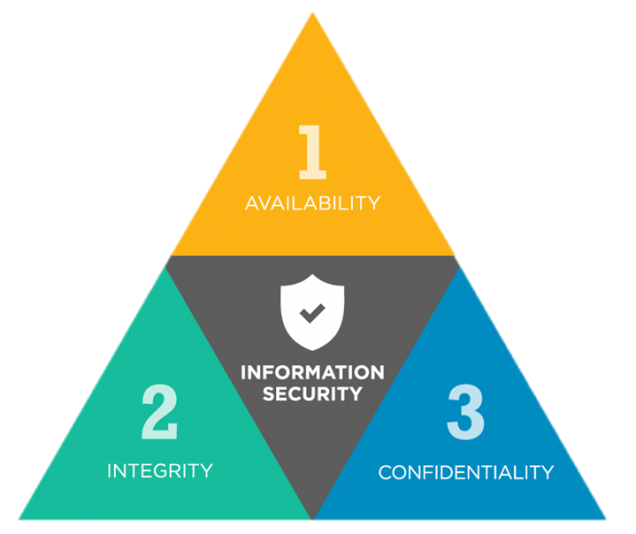 1
AVAILABILITY
INFORMATION
SECURITY
2
INTEGRITY
3
CONFIDENTIALITY